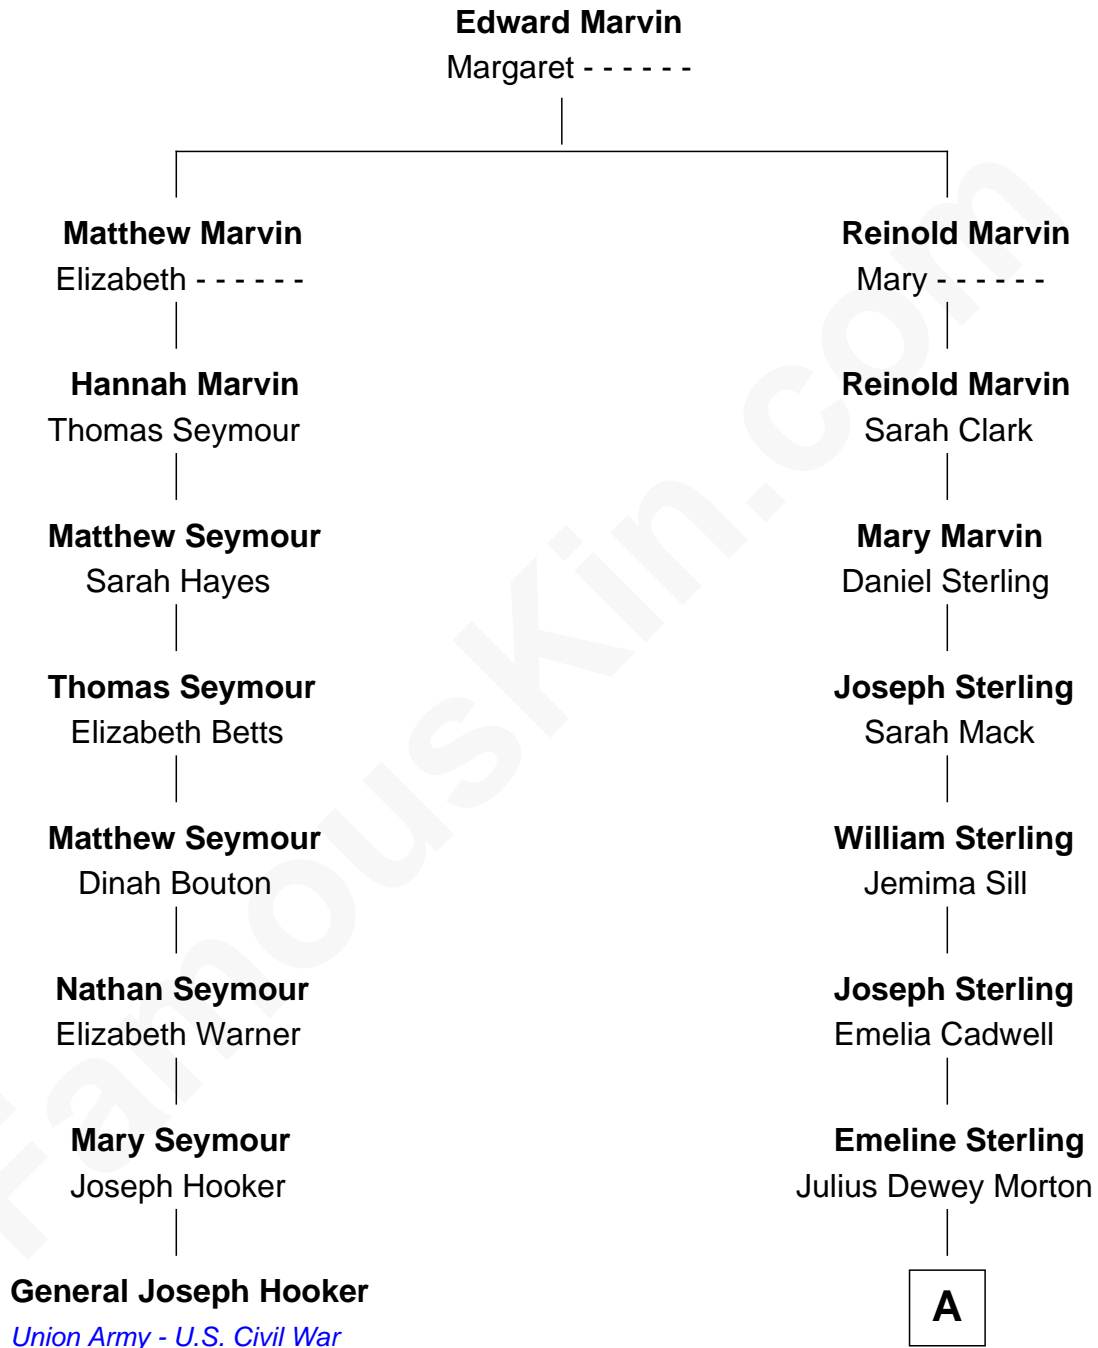 Edward Marvin
Margaret - - - - - -
Matthew Marvin
Elizabeth - - - - - -
Reinold Marvin
Mary - - - - - -
Hannah Marvin
Thomas Seymour
Reinold Marvin
Sarah Clark
Matthew Seymour
Sarah Hayes
Mary Marvin
Daniel Sterling
Thomas Seymour
Elizabeth Betts
Joseph Sterling
Sarah Mack
Matthew Seymour
Dinah Bouton
William Sterling
Jemima Sill
Nathan Seymour
Elizabeth Warner
Joseph Sterling
Emelia Cadwell
Mary Seymour
Joseph Hooker
Emeline Sterling
Julius Dewey Morton
General Joseph Hooker
Union Army - U.S. Civil War
A
FamousKin.com